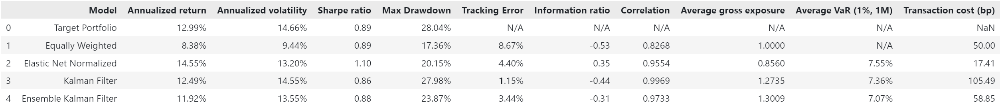 Model Annualized return Annualized volatility Sharpe ratio Max Drawdown Tracking Error Information ratio Correlation Average gross exposure Average VaR (1%, 1M) Transaction cost (bp)
0 Target Portfolio 12.99% 14.66% 0.89 28.04% N/A N/A N/A N/A N/A NaN
1 Equally Weighted 8.38% 9.44% 0.89 17.36% 8.67% -0.53 0.8268 1.0000 N/A 50.00
2 Elastic Net Normalized 14.55% 13.20% 1.10 20.15% 4.40% 0.35 0.9554 0.8560 7.55% 17.41
3 Kalman Filter 12.49% 14.55% 0.86 27.98% 1.15% -0.44 0.9969 1.2735 7.36% 105.49
4 Ensemble Kalman Filter 11.92% 13.55% 0.88 23.87% 3.44% -0.31 0.9733 1.3009 7.07% 58.85